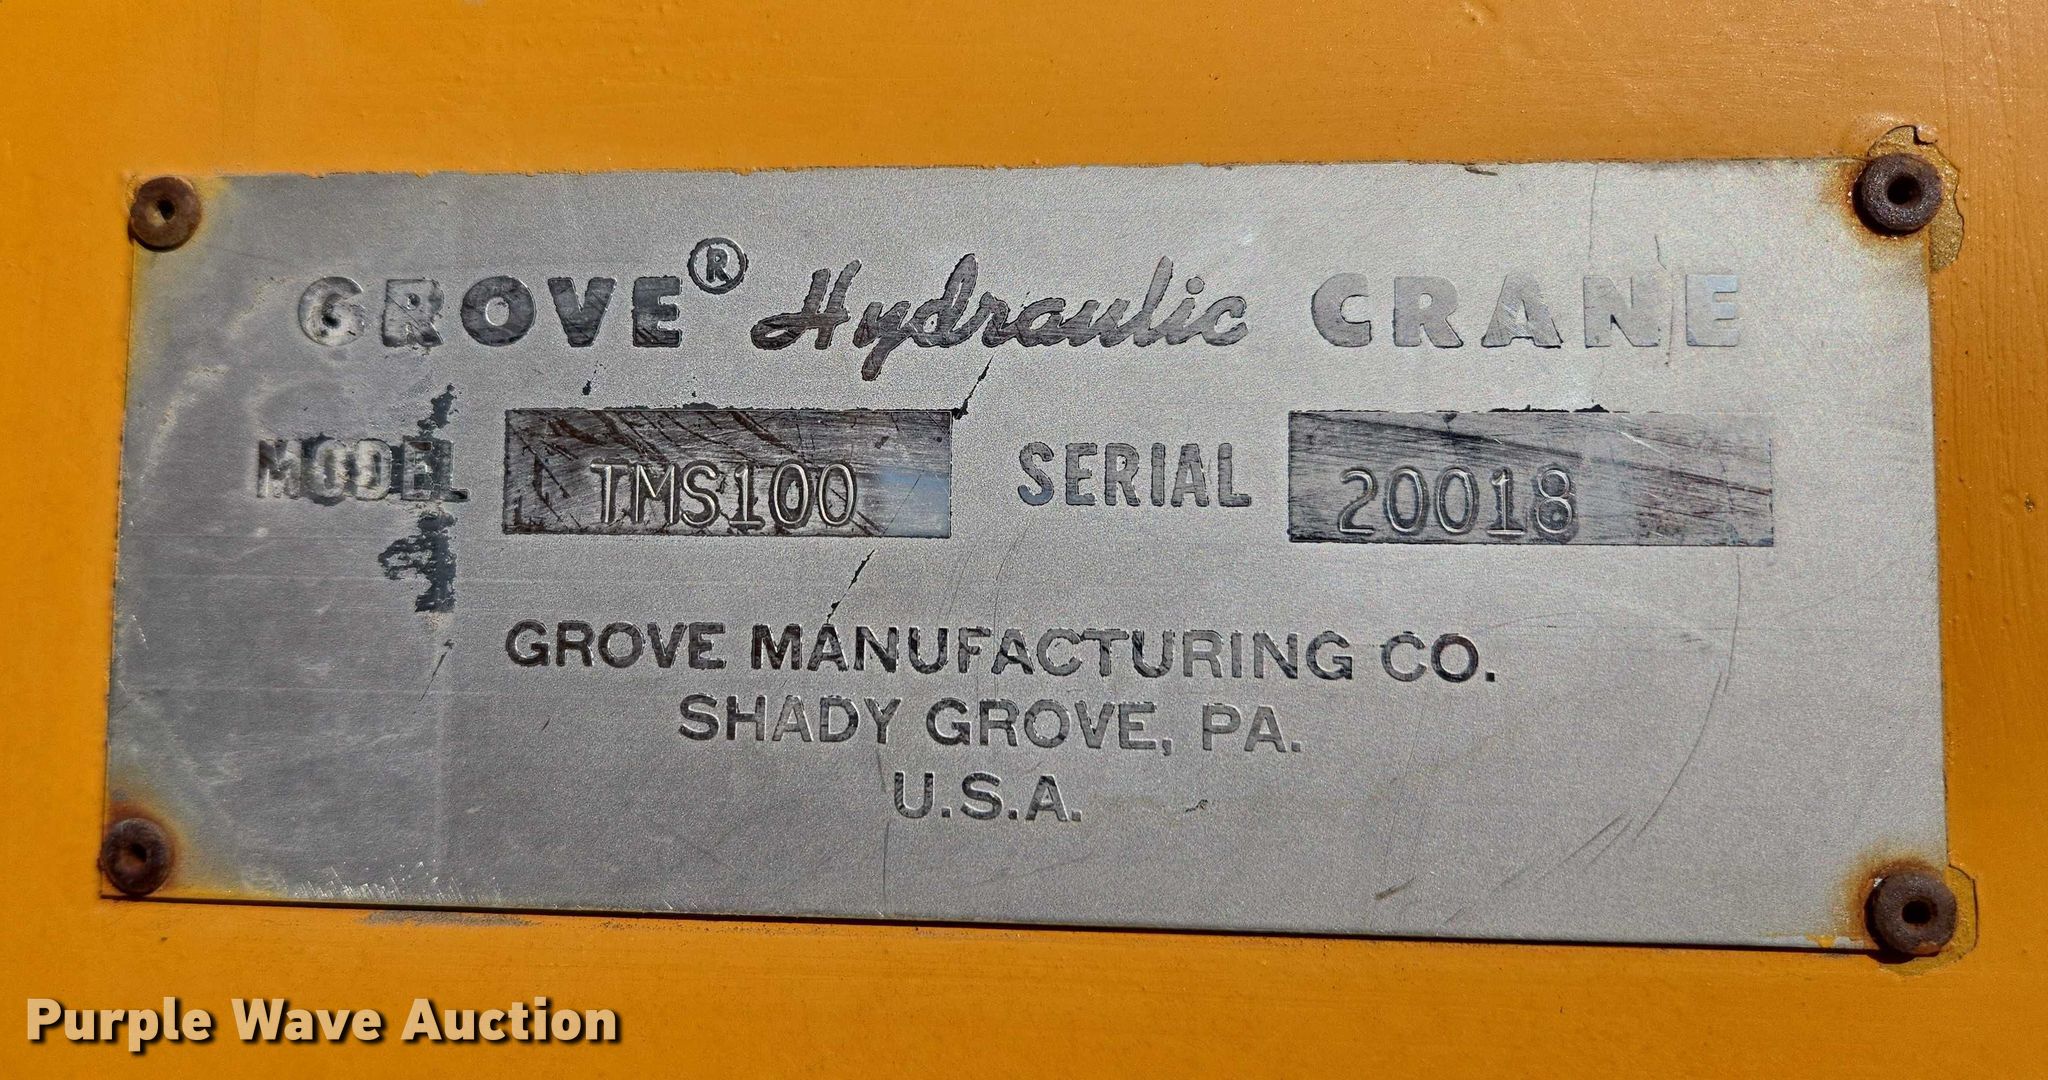 GROVE® Hydraulic CRANE
MODEL TMS100 SERIAL 20018
GROVE MANUFACTURING CO.
SHADY GROVE, PA.
U.S.A.
Purple Wave Auction